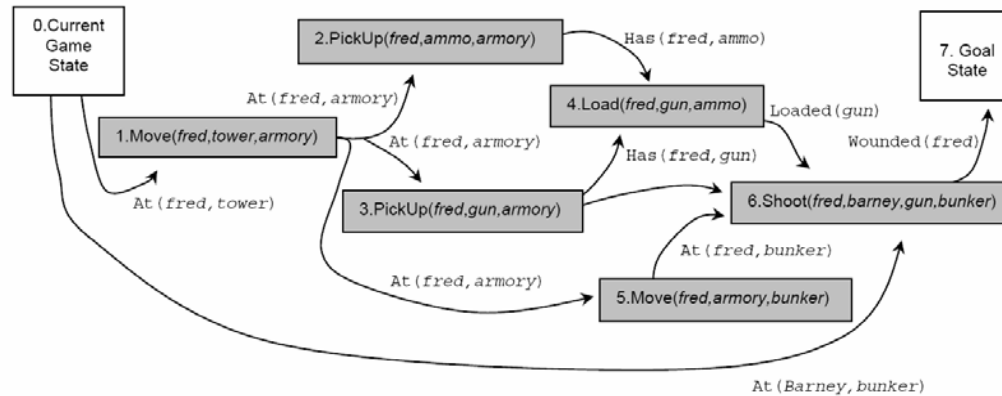 0.Current
Game
State
2.PickUp(fred,ammo,armory)
Has(fred,ammo)
7. Goal
State
At(fred,armory)
4.Load(fred,gun,ammo)
Loaded(gun)
1.Move(fred,tower,armory)
At(fred,armory)
Has(fred,gun)
Wounded(fred)
At(fred,tower)
3.PickUp(fred,gun,armory)
6.Shoot(fred,barney,gun,bunker)
At(fred,bunker)
At(fred,armory)
5.Move(fred,armory,bunker)
At(Barney,bunker)